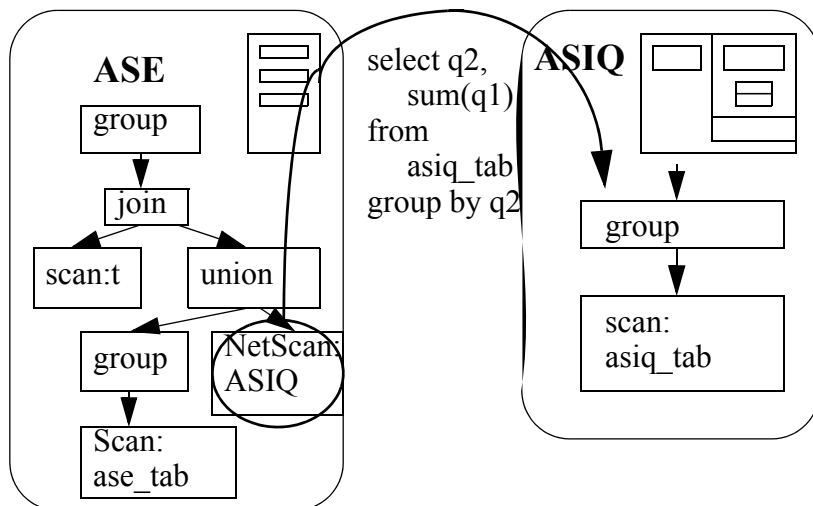 ASE
group
join
scan:t
union
group
NetScan:
ASIQ
Scan:
ase_tab
select q2,
sum(q1)
from
asiq_tab
group by q2
ASIQ
group
scan:
asiq_tab